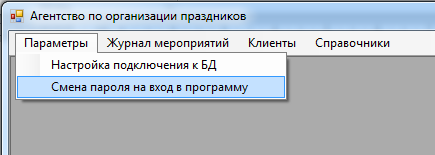 Агентство по организации праздников
Параметры Журнал мероприятий Клиенты Справочники
Настройка подключения к БД
Смена пароля на вход в программу